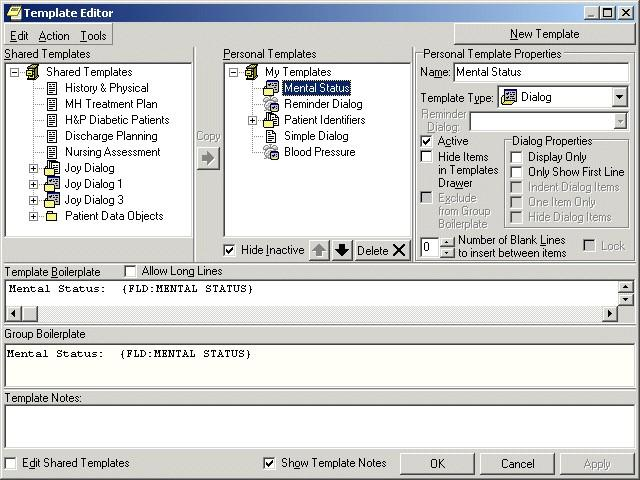 Template Editor
Edit Action Tools
New Template
Shared Templates
Shared Templates
History & Physical
MH Treatment Plan
H&P Diabetic Patients
Discharge Planning
Nursing Assessment
Joy Dialog
Joy Dialog 1
Joy Dialog 3
Patient Data Objects
Copy
Personal Templates
My Templates
Mental Status
Reminder Dialog
Patient Identifiers
Simple Dialog
Blood Pressure
Hide Inactive
Delete
Personal Template Properties
Name: Mental Status
Template Type: Dialog
Reminder
Dialog:
Active
Hide Items
in Templates
Drawer
Exclude
from Group
Boilerplate
Dialog Properties
Display Only
Only Show First Line
Indent Dialog Items
One Item Only
Hide Dialog Items
0 Number of Blank Lines
to insert between items
Lock
Template Boilerplate Allow Long Lines
Mental Status: {FLD:MENTAL STATUS}
Group Boilerplate
Mental Status: {FLD:MENTAL STATUS}
Template Notes:
Edit Shared Templates
Show Template Notes
OK
Cancel
Apply